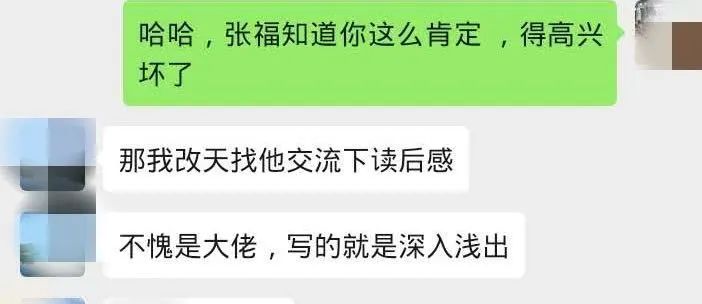 哈哈，张福知道你这么肯定 ，得高兴
坏了
那我改天找他交流下读后感
不愧是大佬，写的就是深入浅出